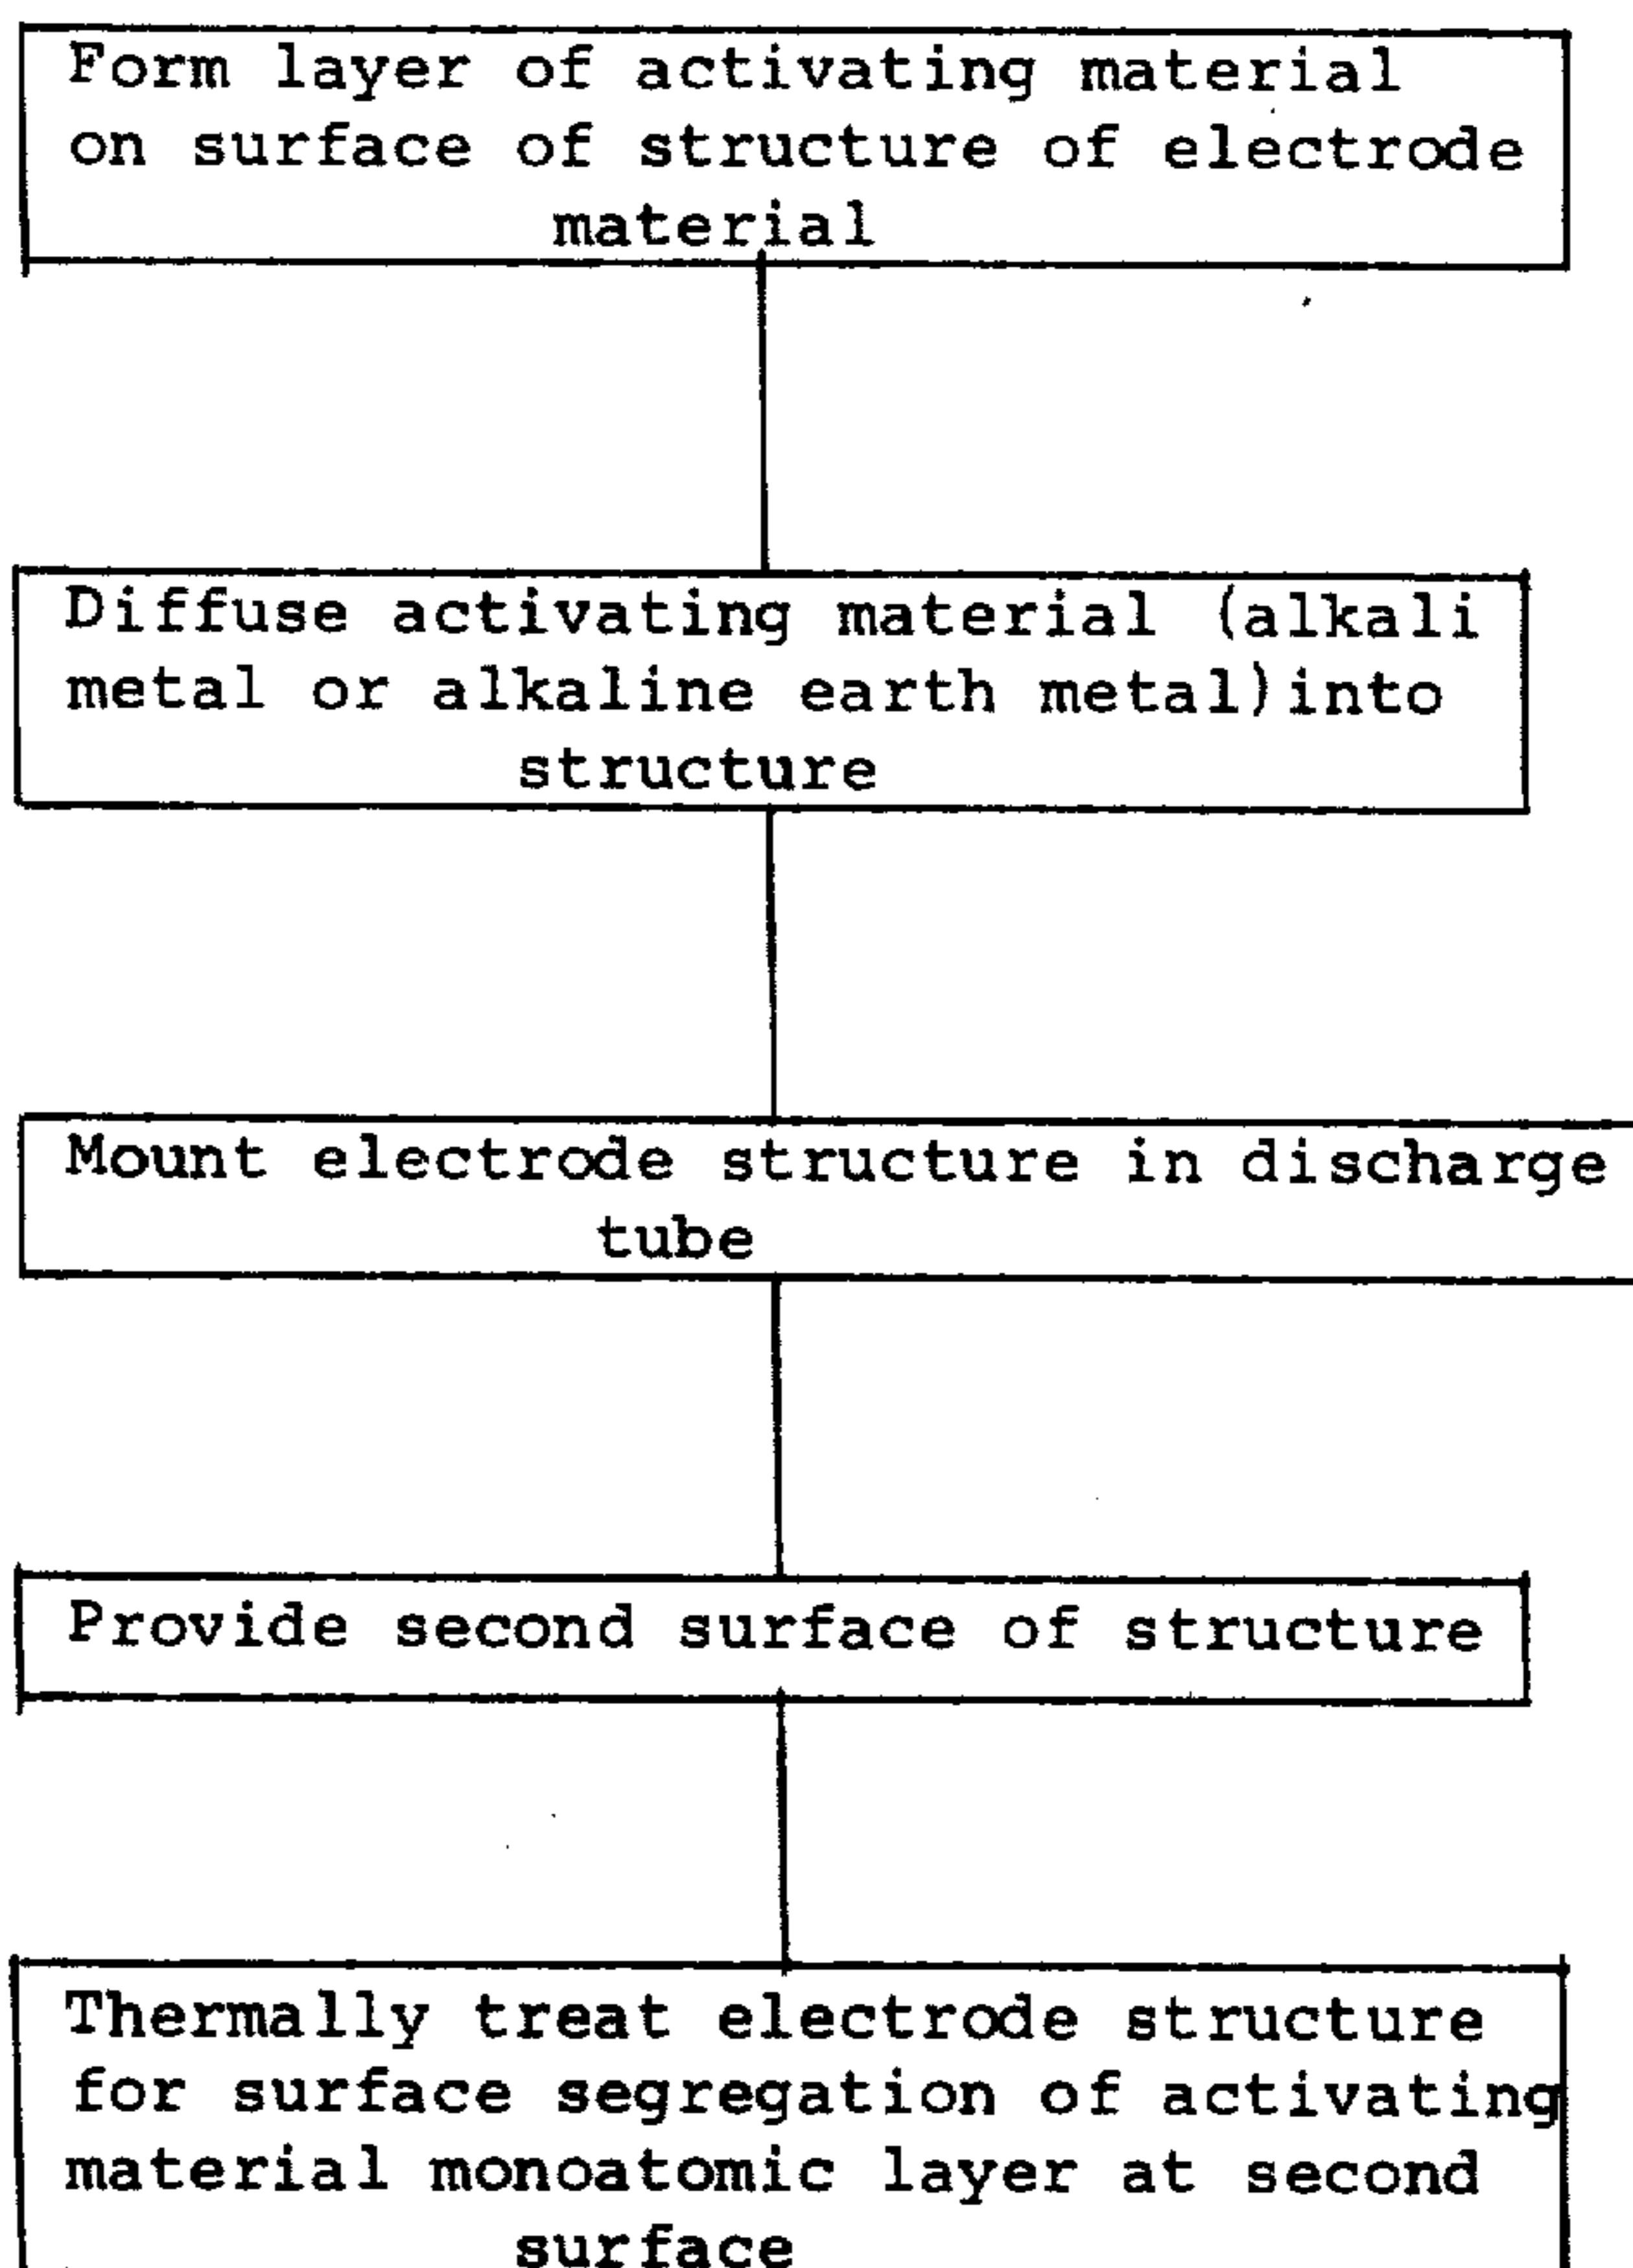 Form layer of activating material
on surface of structure of electrode
material
Diffuse activating material (alkali
metal or alkaline earth metal)into
structure
Mount electrode structure in discharge
tube
Provide second surface of structure
Thermally treat electrode structure
for surface segregation of activating
material monoatomic layer at second
surface